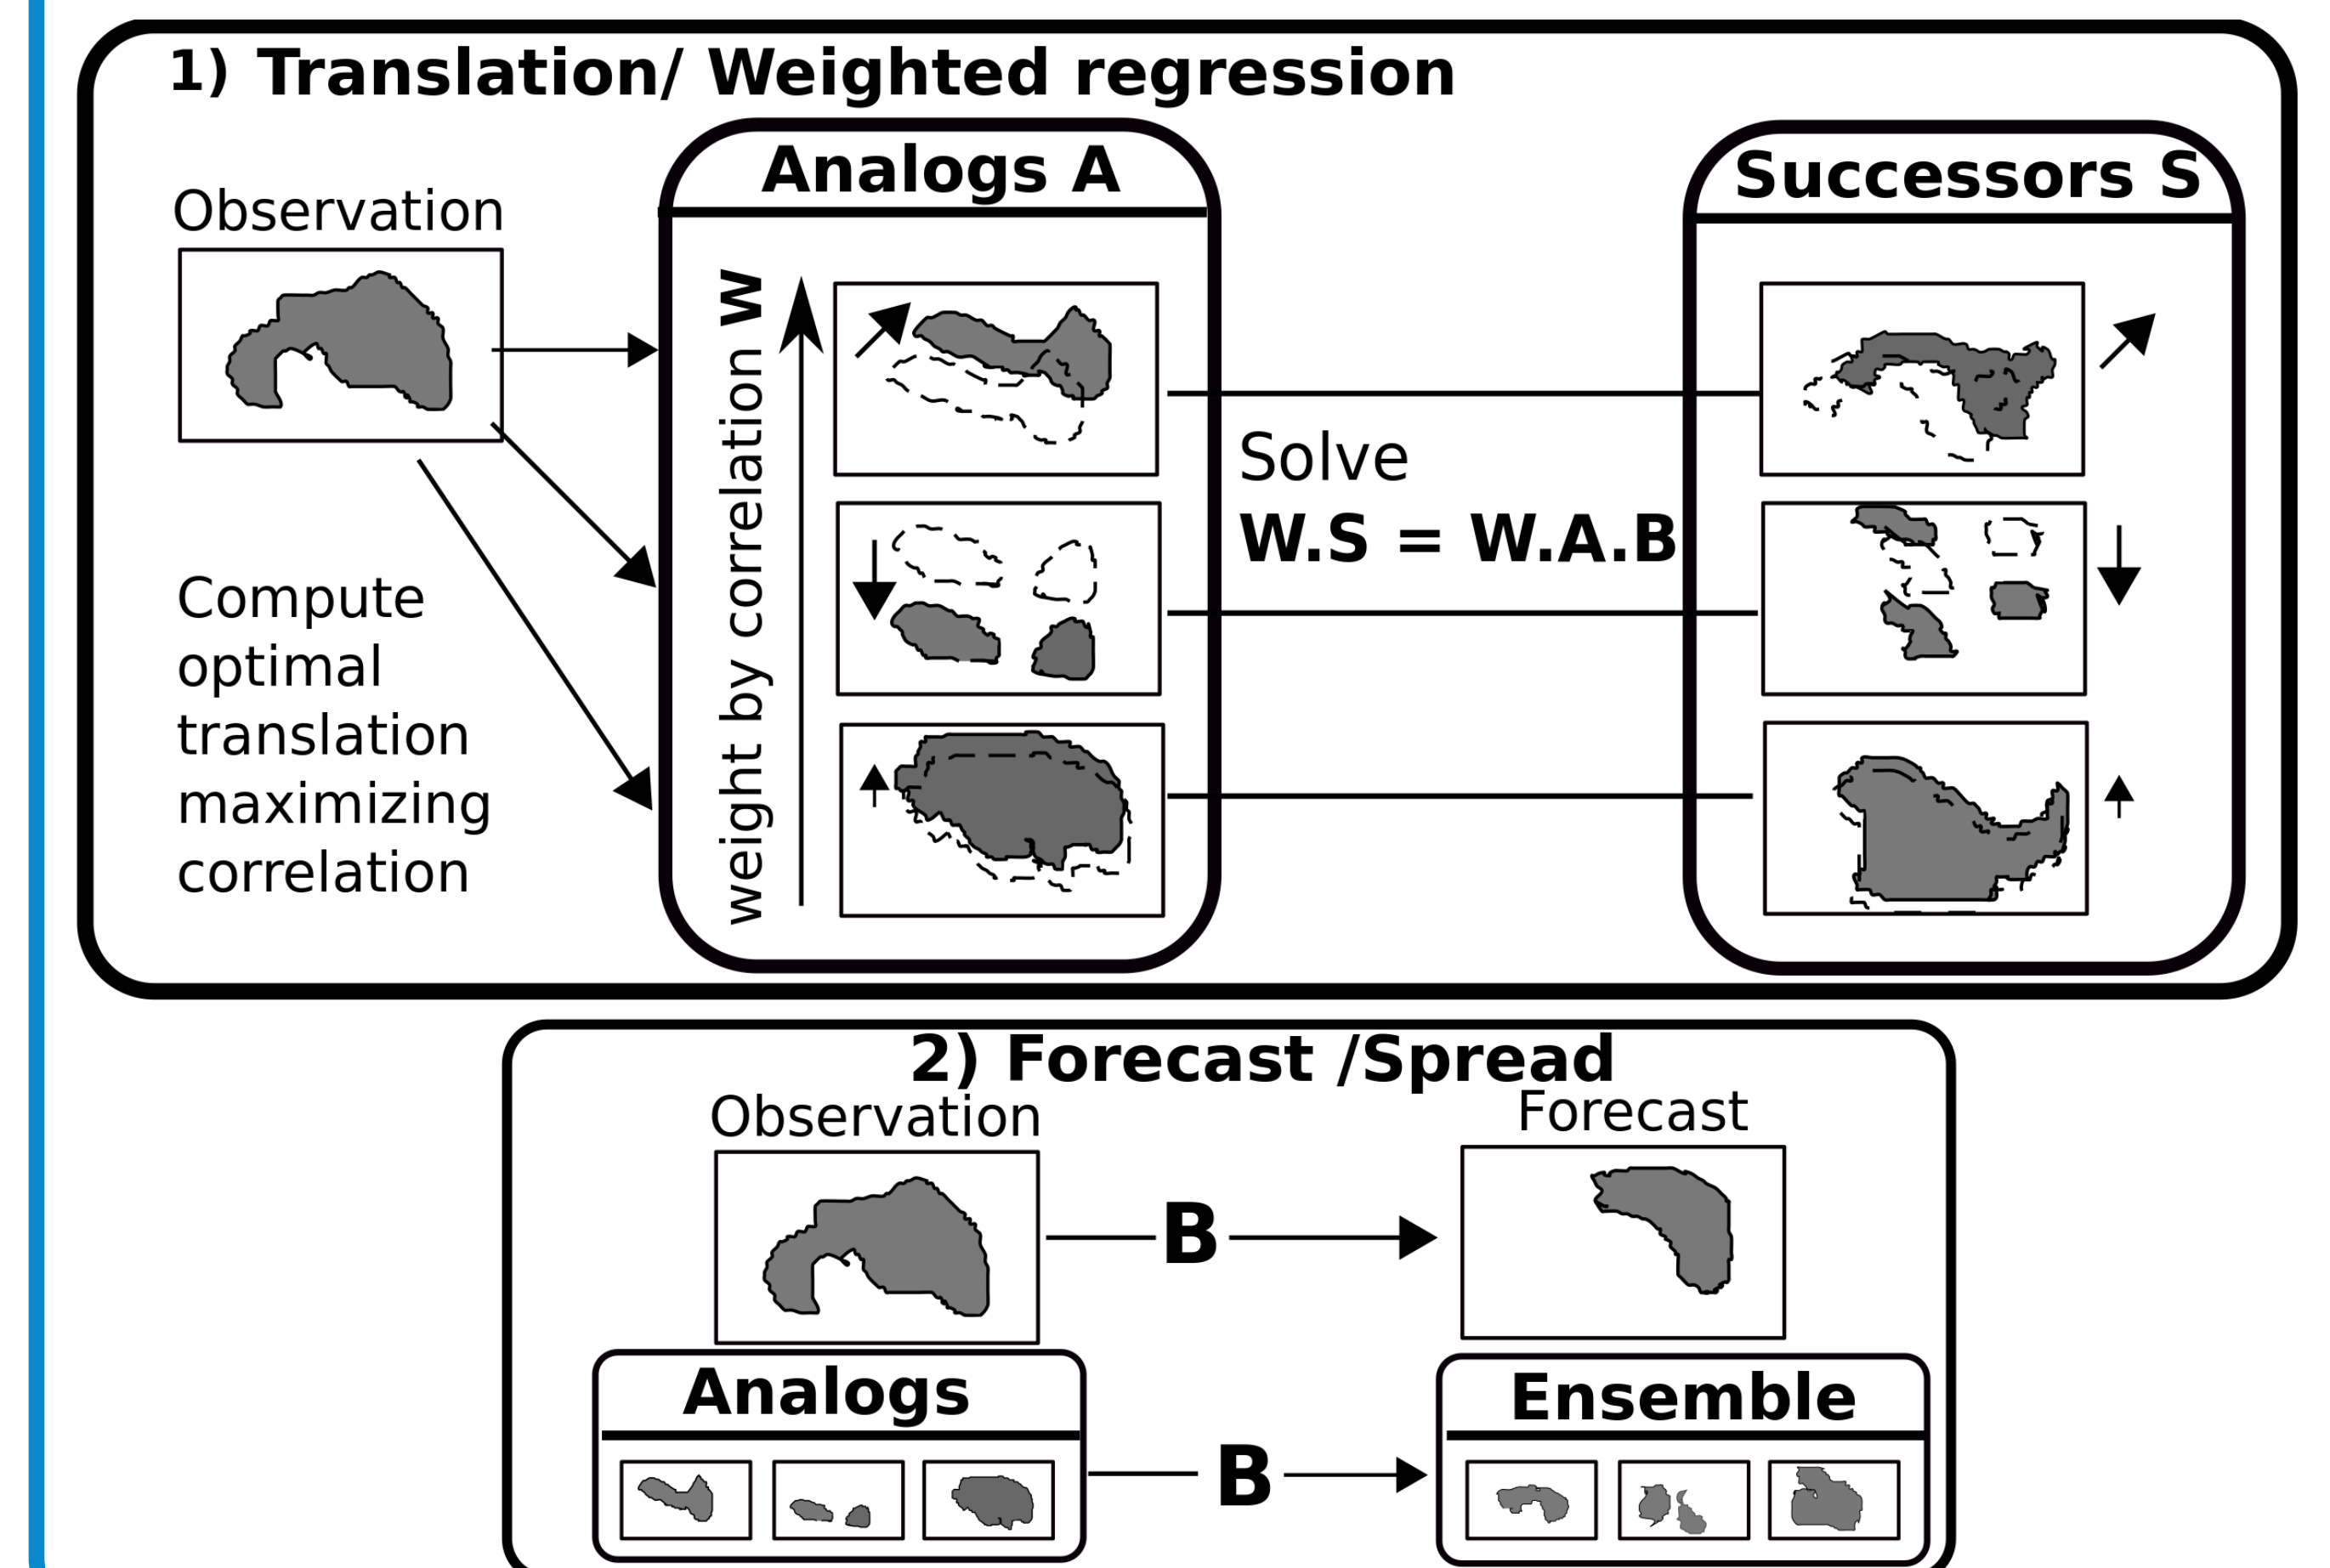 1) Translation/ Weighted regression
Analogs A
Successors S
Observation
weight by correlation W
Solve
W.S = W.A.B
Compute
optimal
translation
maximizing
correlation
2) Forecast /Spread
Observation
Forecast
B
Analogs
Ensemble
B